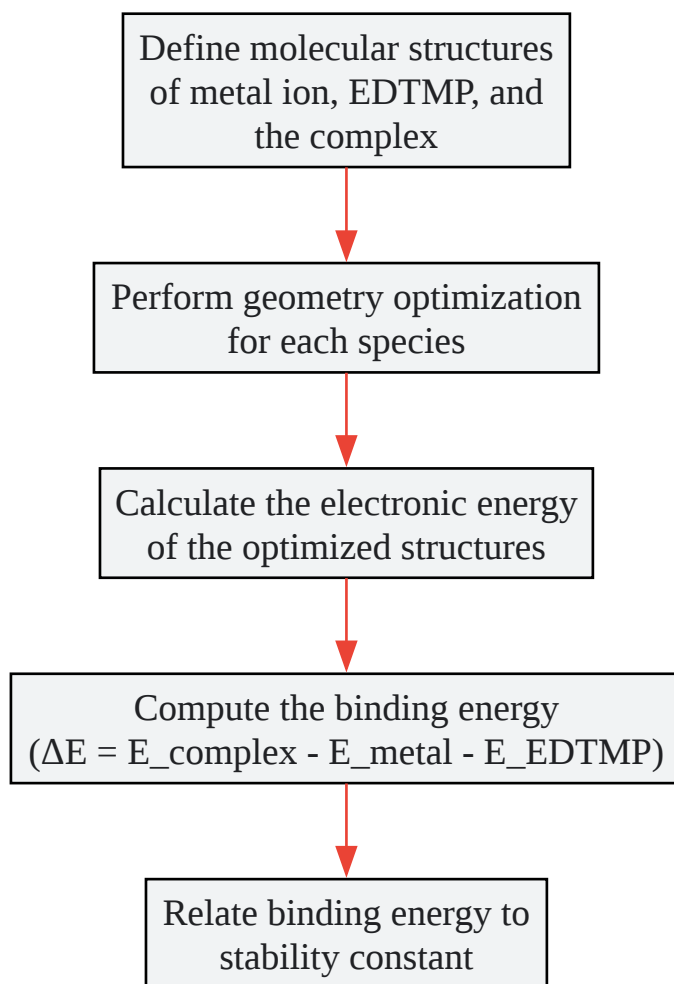 Define molecular structures
of metal ion, EDTMP, and
the complex
Perform geometry optimization
for each species
Calculate the electronic energy
of the optimized structures
Compute the binding energy
(ΔE = E_complex - E_metal - E_EDTMP)
Relate binding energy to
stability constant